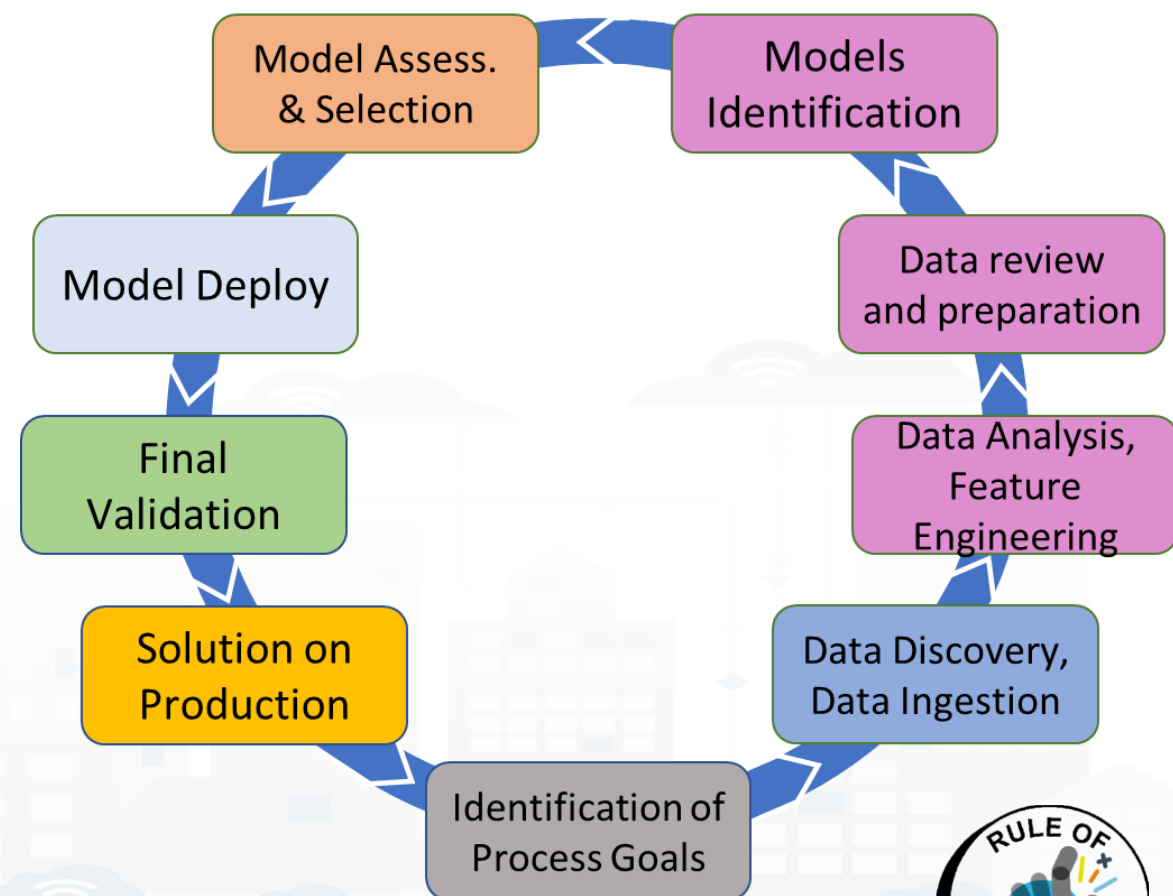 Model Assess.
& Selection
Models
Identification
Model Deploy
Data review
and preparation
Final
Validation
Data Analysis,
Feature
Engineering
Solution on
Production
Data Discovery,
Data Ingestion
Identification of
Process Goals
RULE OF